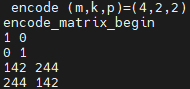 encode (m,k,p)=(4,2,2)
encode_matrix_begin
1 0
0 1
142 244
244 142